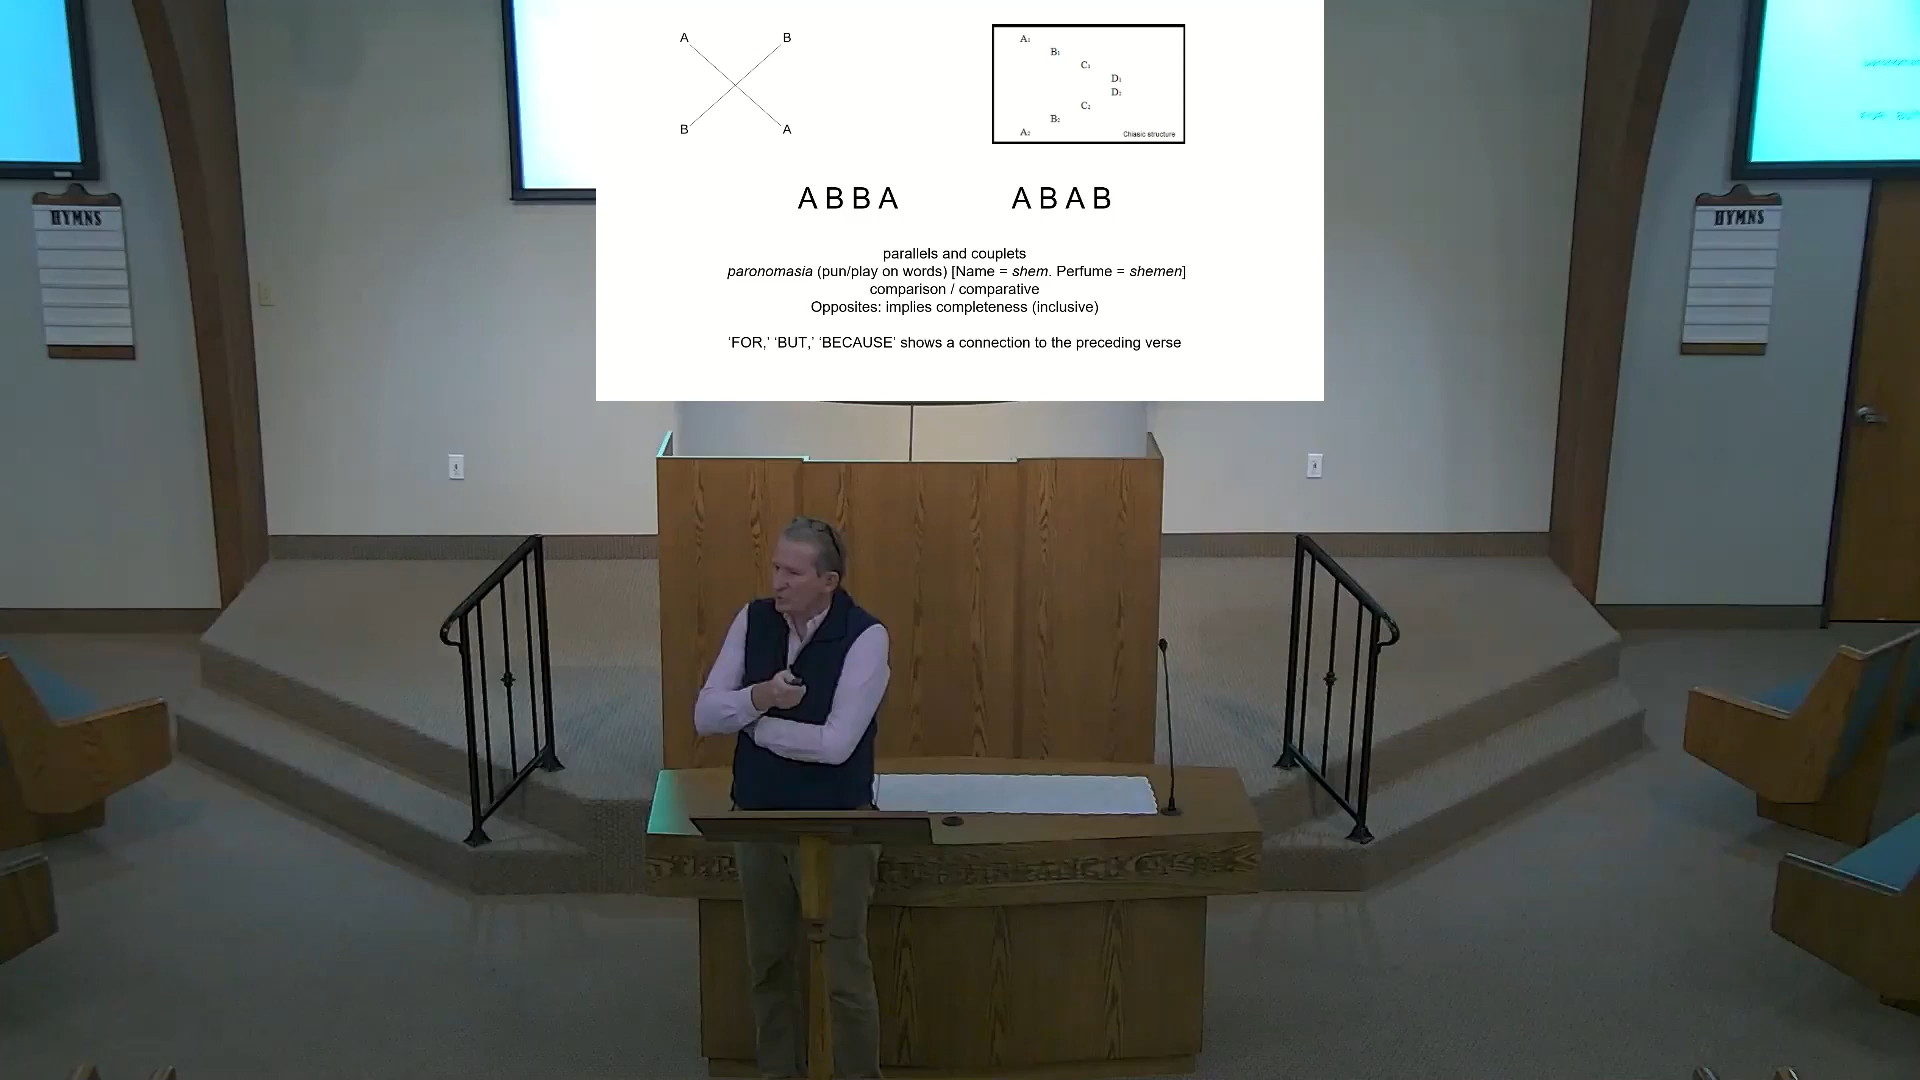 A B
B A
A1
B1
C1
D1
D2
C2
B2
A2
Chiasic structure
A B B A A B A B
parallels and couplets
paronomasia (pun/play on words) [Name = shem. Perfume = shemen]
comparison / comparative
Opposites: implies completeness (inclusive)
‘FOR,’ ‘BUT,’ ‘BECAUSE’ shows a connection to the preceding verse
HYMNS
HYMNS